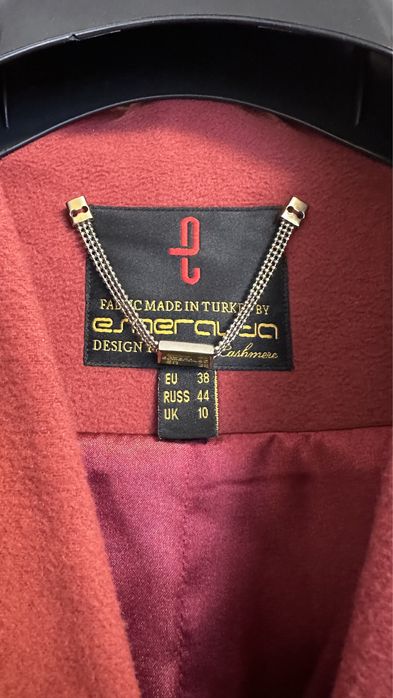 FABRIC MADE IN TURKEY BY
esmeralda
DESIGN Cashmere
EU 38
RUSS 44
UK 10